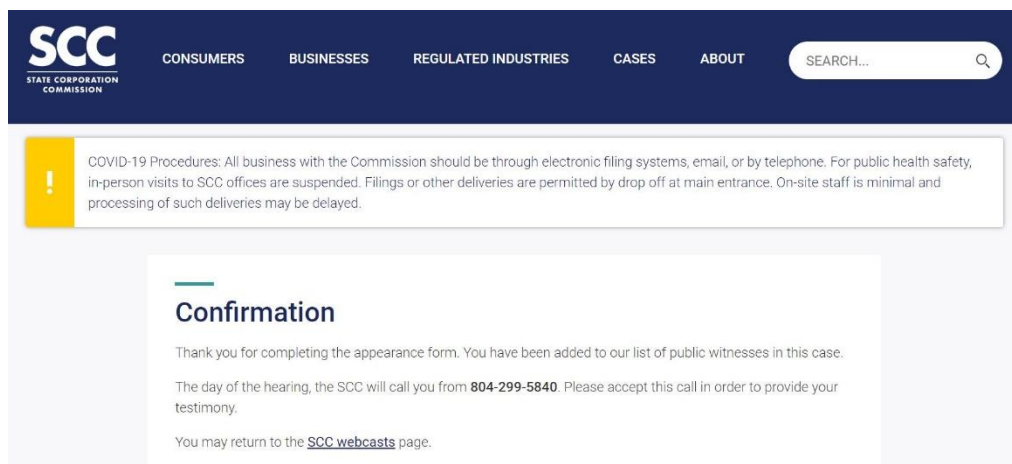 SCC
STATE CORPORATION
COMMISSION
CONSUMERS BUSINESSES REGULATED INDUSTRIES CASES ABOUT SEARCH...
!
COVID-19 Procedures: All business with the Commission should be through electronic filing systems, email, or by telephone. For public health safety,
in-person visits to SCC offices are suspended. Filings or other deliveries are permitted by drop off at main entrance. On-site staff is minimal and
processing of such deliveries may be delayed.
Confirmation
Thank you for completing the appearance form. You have been added to our list of public witnesses in this case.
The day of the hearing, the SCC will call you from 804-299-5840. Please accept this call in order to provide your
testimony.
You may return to the SCC webcasts page.